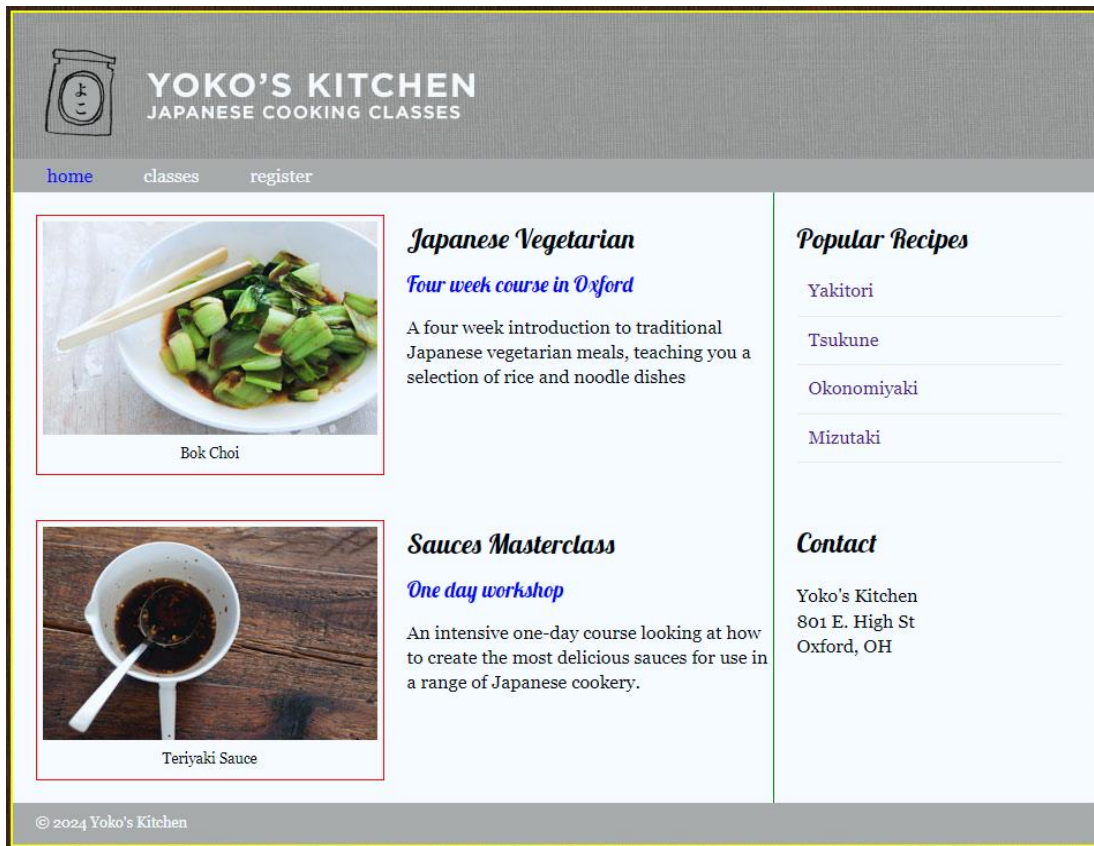 よこ
YOKO'S KITCHEN
JAPANESE COOKING CLASSES
home classes register
Japanese Vegetarian
Four week course in Oxford
A four week introduction to traditional
Japanese vegetarian meals, teaching you a
selection of rice and noodle dishes
Bok Choi
Sauces Masterclass
One day workshop
An intensive one-day course looking at how
to create the most delicious sauces for use in
a range of Japanese cookery.
Teriyaki Sauce
Popular Recipes
Yakitori
Tsukune
Okonomiyaki
Mizutaki
Contact
Yoko's Kitchen
801 E. High St
Oxford, OH
© 2024 Yoko's Kitchen